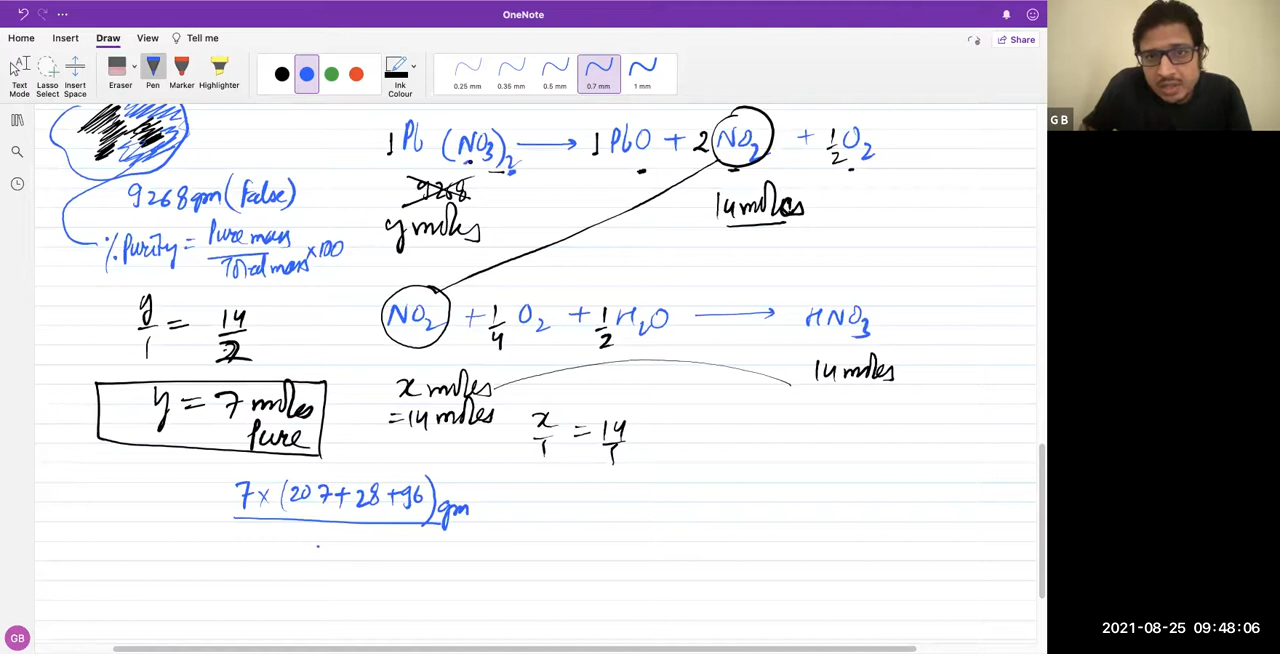 OneNote
Home Insert Draw View Tell me
Share
Text Mode
Lasso Select
Insert Space
Eraser
Pen
Marker
Highlighter
Ink Colour
0.25 mm
0.35 mm
0.5 mm
0.7 mm
1 mm
G B
1 Pb (NO3)2 → 1 PbO + 2 NO2 + 1/2 O2
9268
y moles
14 moles
9268 gm (False)
% Purity = Pure mass / Total mass × 100
NO2 + 1/4 O2 + 1/2 H2O → HNO3
y/1 = 14/2
x moles
= 14 moles
14 moles
x/1 = 14/1
y = 7 moles
Pure
7 × (207 + 28 + 96) gm
GB
2021-08-25 09:48:06